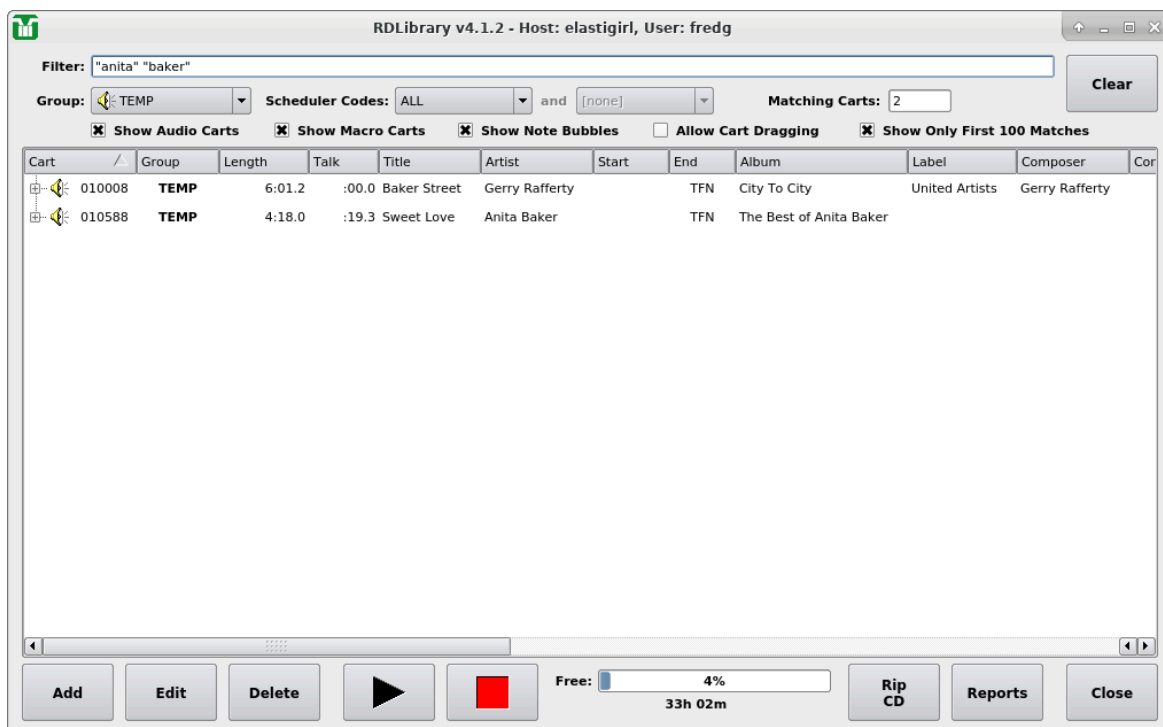 RDLibrary v4.1.2 - Host: elastigirl, User: fredg
Filter: "anita" "baker"
Clear
Group: TEMP Scheduler Codes: ALL and [none] Matching Carts: 2
Show Audio Carts Show Macro Carts Show Note Bubbles Allow Cart Dragging Show Only First 100 Matches
Cart Group Length Talk Title Artist Start End Album Label Composer Cor
010008 TEMP 6:01.2 :00.0 Baker Street Gerry Rafferty TFN City To City United Artists Gerry Rafferty
010588 TEMP 4:18.0 :19.3 Sweet Love Anita Baker TFN The Best of Anita Baker
Add Edit Delete Free: 4% Rip CD Reports Close
33h 02m